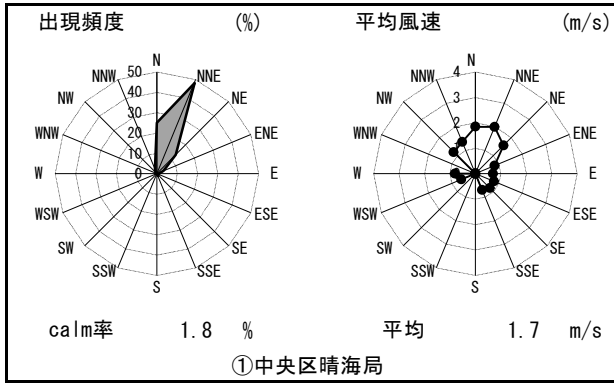 出現頻度 (%)
N
NNW NNE
NW NE
WNW ENE
W E
WSW ESE
SW SE
SSW SSE
S
50
40
30
20
10
0
calm率 1.8 %
平均風速 (m/s)
N
NNW NNE
NW NE
WNW ENE
W E
WSW ESE
SW SE
SSW SSE
S
4
3
2
1
0
平均 1.7 m/s
①中央区晴海局